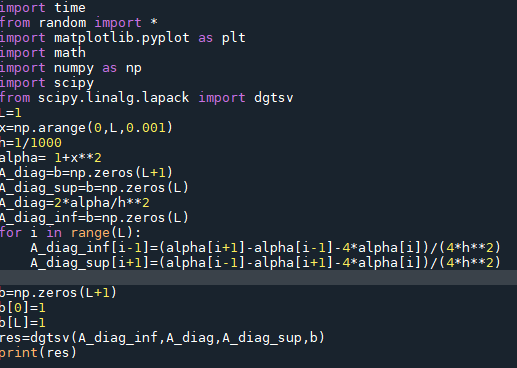 import time
from random import *
import matplotlib.pyplot as plt
import math
import numpy as np
import scipy
from scipy.linalg.lapack import dgtsv
L=1
x=np.arange(0,L,0.001)
h=1/1000
alpha= 1+x**2
A_diag=b=np.zeros(L+1)
A_diag_sup=b=np.zeros(L)
A_diag=2*alpha/h**2
A_diag_inf=b=np.zeros(L)
for i in range(L):
    A_diag_inf[i-1]=(alpha[i+1]-alpha[i-1]-4*alpha[i])/(4*h**2)
    A_diag_sup[i+1]=(alpha[i-1]-alpha[i+1]-4*alpha[i])/(4*h**2)
b=np.zeros(L+1)
b[0]=1
b[L]=1
res=dgtsv(A_diag_inf,A_diag,A_diag_sup,b)
print(res)